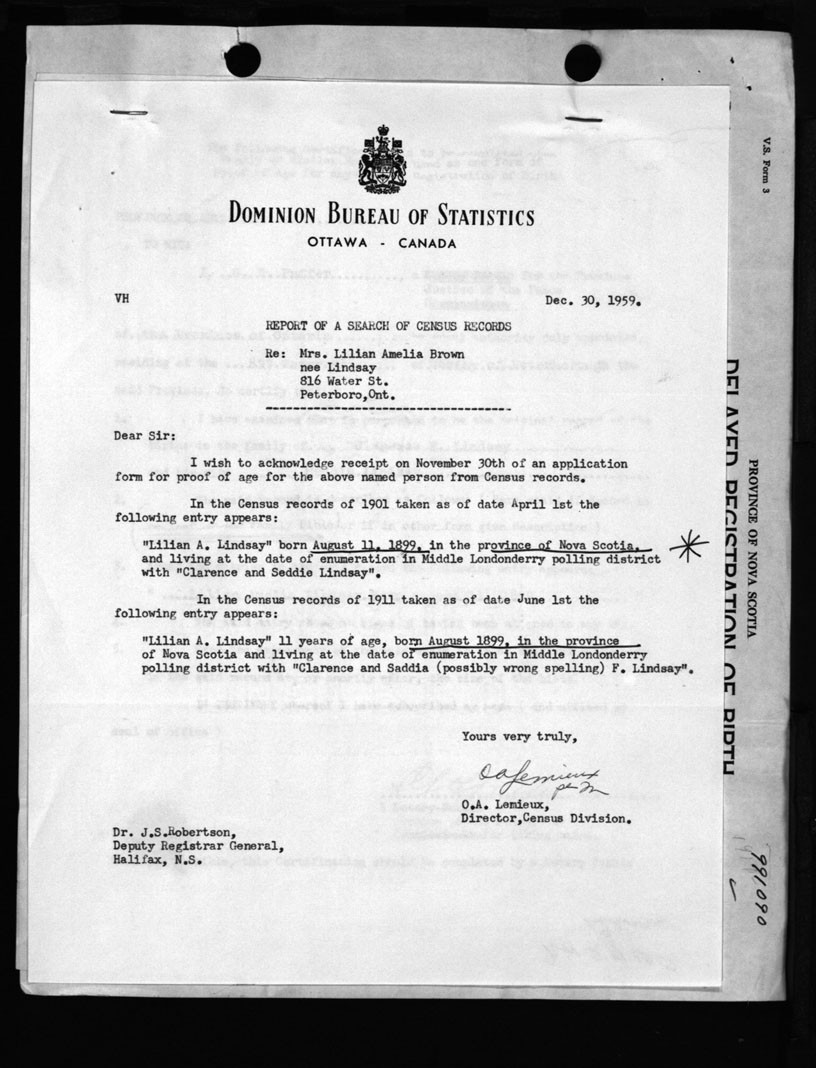 DOMINION BUREAU OF STATISTICS
OTTAWA - CANADA
VH
Dec. 30, 1959.
REPORT OF A SEARCH OF CENSUS RECORDS
Re: Mrs. Lilian Amelia Brown
nee Lindsay
816 Water St.
Peterboro,Ont.
Dear Sir:
I wish to acknowledge receipt on November 30th of an application
form for proof of age for the above named person from Census records.
In the Census records of 1901 taken as of date April 1st the
following entry appears:
"Lilian A. Lindsay" born August 11, 1899, in the province of Nova Scotia,
and living at the date of enumeration in Middle Londonderry polling district
with "Clarence and Seddie Lindsay".
In the Census records of 1911 taken as of date June 1st the
following entry appears:
"Lilian A. Lindsay" 11 years of age, born August 1899, in the province
of Nova Scotia and living at the date of enumeration in Middle Londonderry
polling district with "Clarence and Saddia (possibly wrong spelling) F. Lindsay".
Yours very truly,
OALemieux
per M
O.A. Lemieux,
Director,Census Division.
Dr. J.S.Robertson,
Deputy Registrar General,
Halifax, N.S.
V.S. Form 3
PROVINCE OF NOVA SCOTIA
DELAYED REGISTRATION OF BIRTH
991090